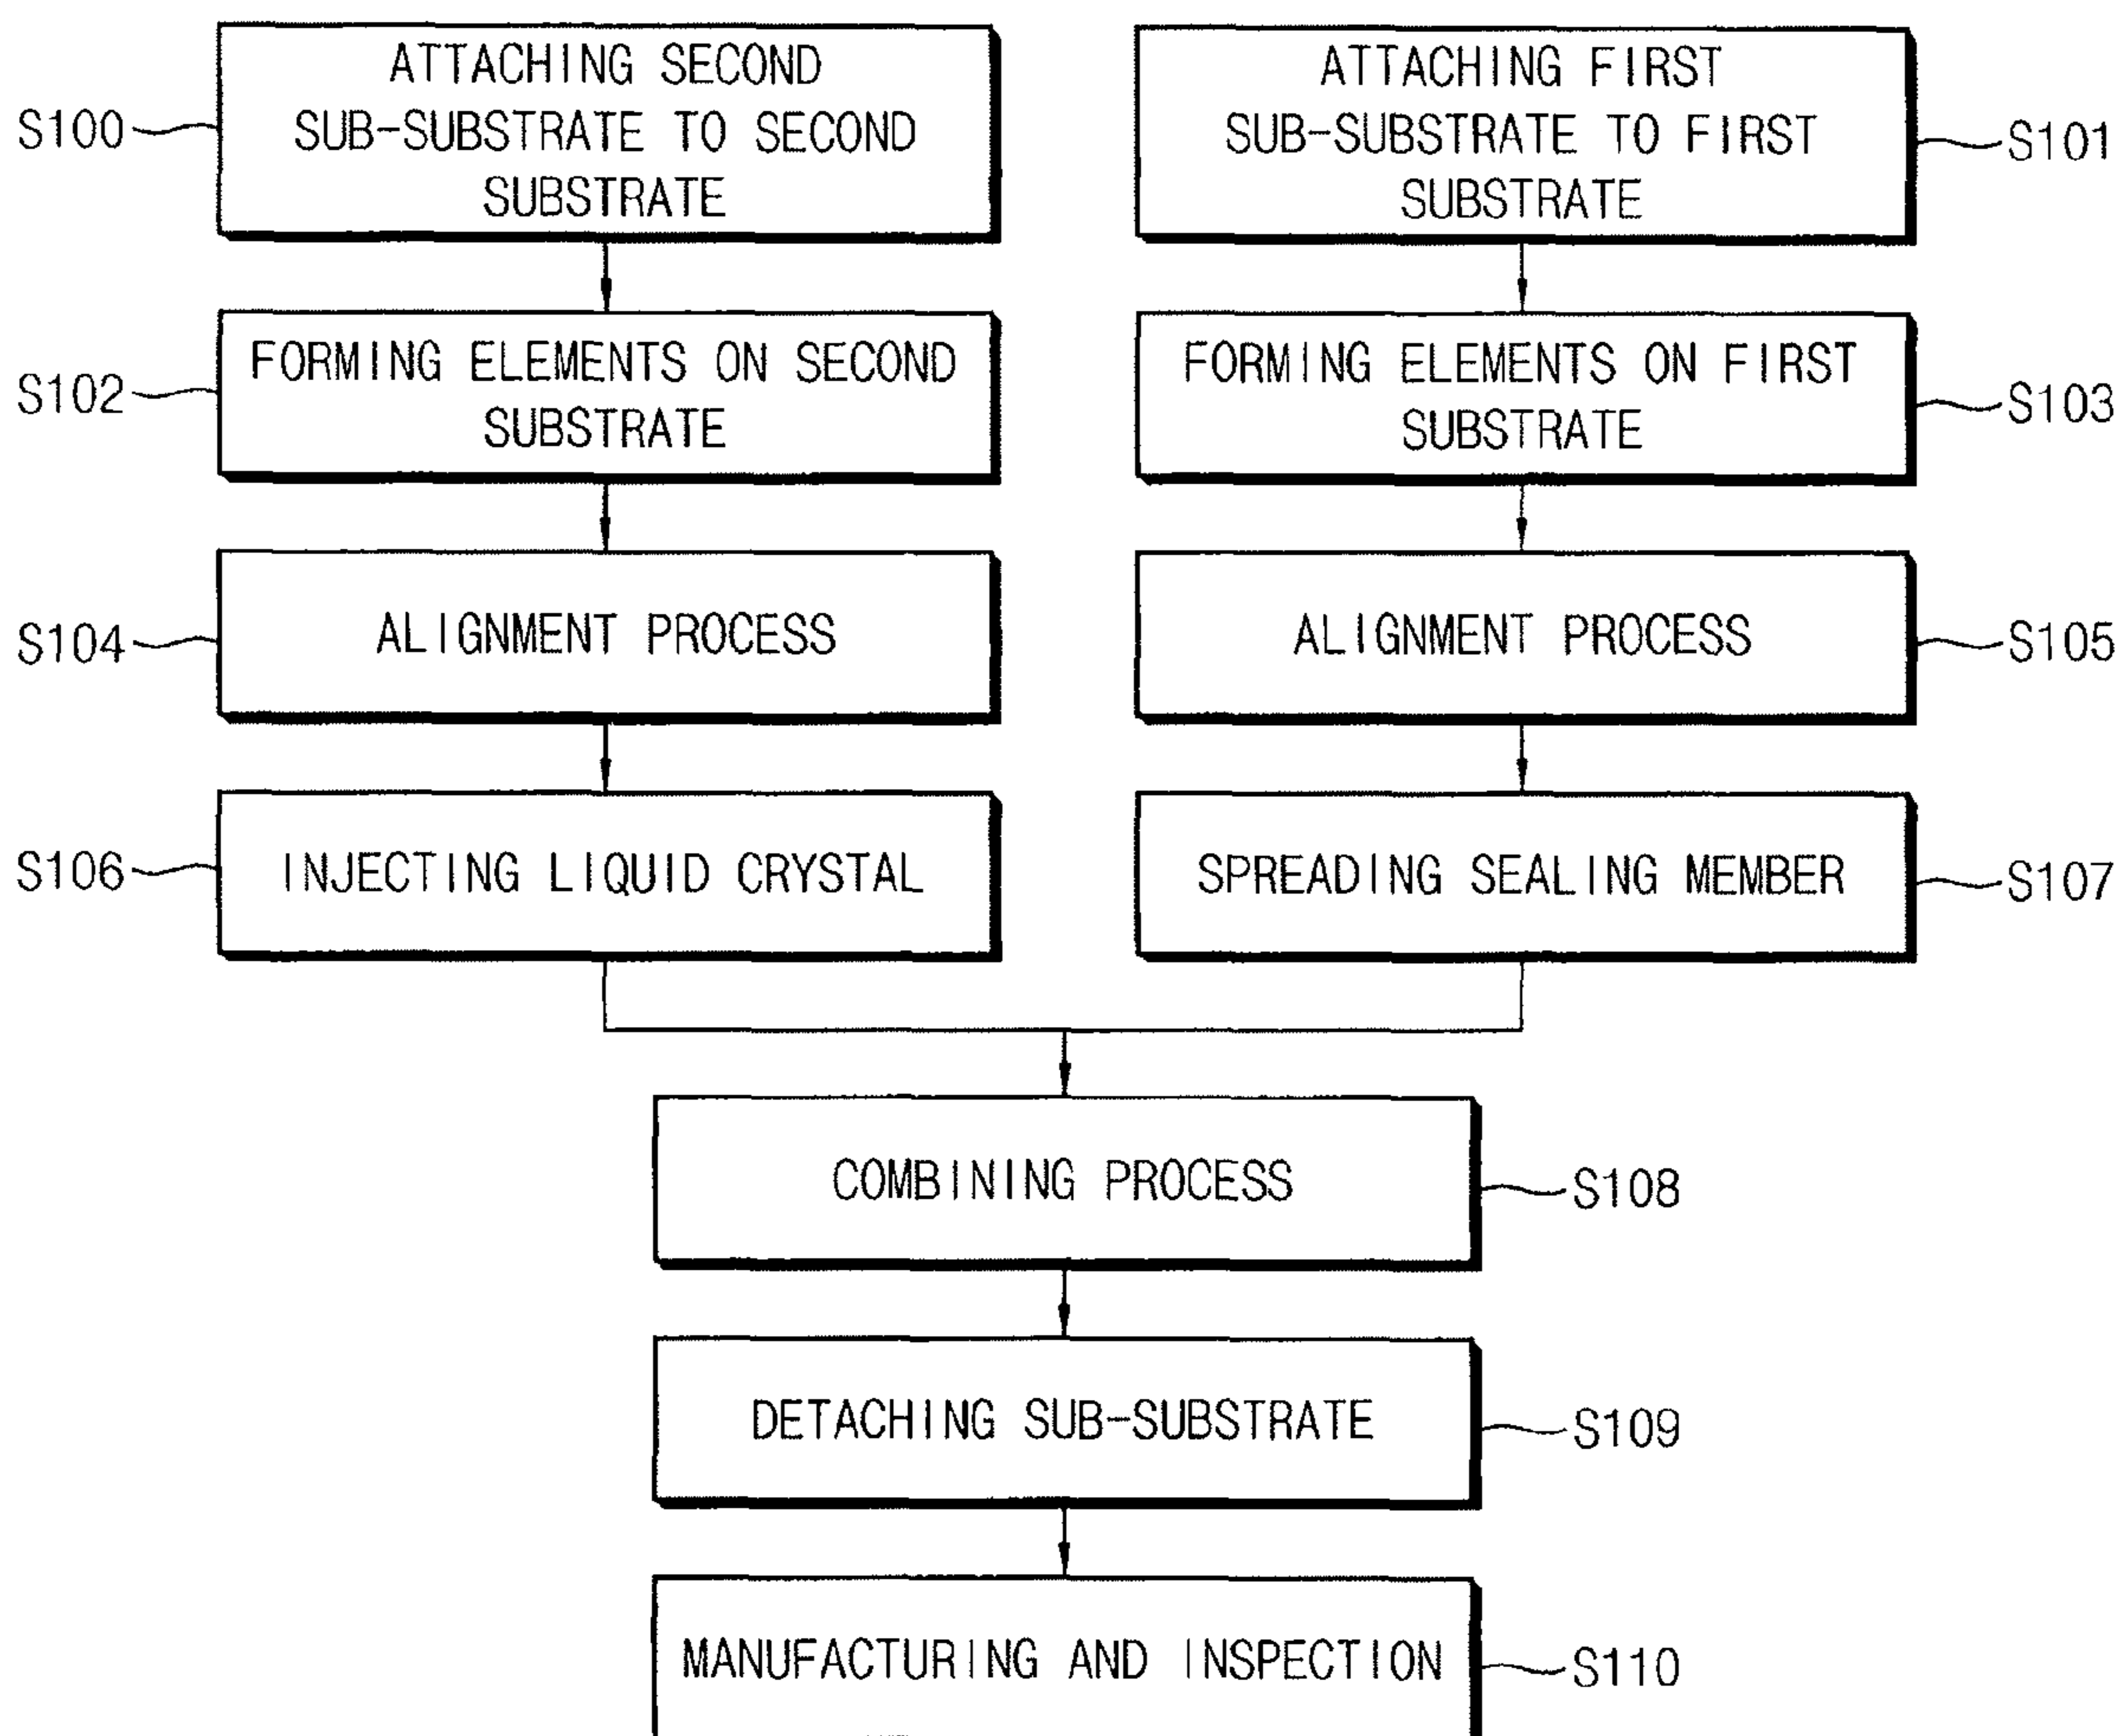 S100
ATTACHING SECOND
SUB-SUBSTRATE TO SECOND
SUBSTRATE
ATTACHING FIRST
SUB-SUBSTRATE TO FIRST
SUBSTRATE
S101
S102
FORMING ELEMENTS ON SECOND
SUBSTRATE
FORMING ELEMENTS ON FIRST
SUBSTRATE
S103
S104
ALIGNMENT PROCESS
ALIGNMENT PROCESS
S105
S106
INJECTING LIQUID CRYSTAL
SPREADING SEALING MEMBER
S107
COMBINING PROCESS
S108
DETACHING SUB-SUBSTRATE
S109
MANUFACTURING AND INSPECTION
S110